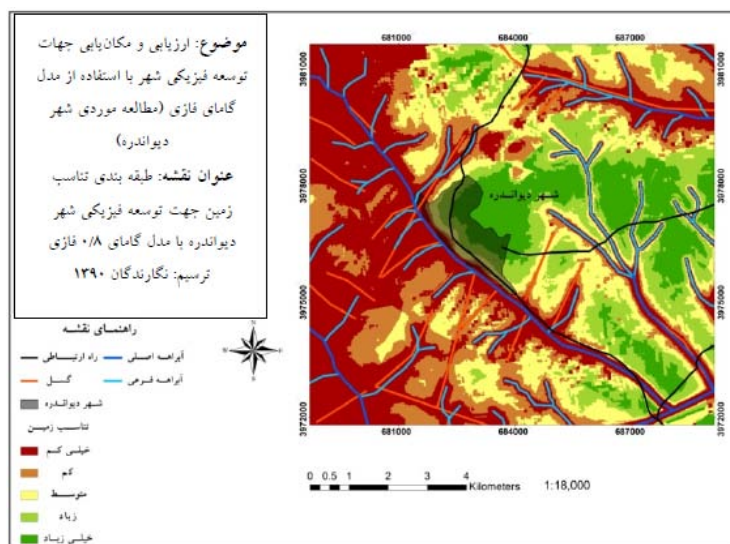 موضوع: ارزیابی و مکان‌یابی جهات
توسعه فیزیکی شهر با استفاده از مدل
گامای فازی (مطالعه موردی شهر
دیواندره)
عنوان نقشه: طبقه بندی تناسب
زمین جهت توسعه فیزیکی شهر
دیواندره با مدل گامای ۰/۸ فازی
ترسیم: نگارندگان ۱۳۹۰
راهنمای نقشه
راه ارتباطی
آبراهه اصلی
گسل
آبراهه فرعی
شهر دیواندره
تناسب زمین
خیلی کم
کم
متوسط
زیاد
خیلی زیاد
681000 684000 687000
3981000 3981000
3978000 3978000
3975000 3975000
3972000 3972000
شهر دیواندره
681000 684000 687000
0 0.5 1 2 3 4
Kilometers
1:18,000